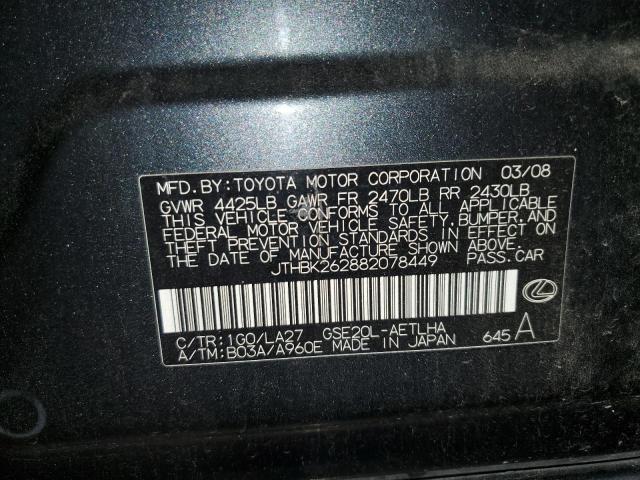 MFD. BY: TOYOTA MOTOR CORPORATION 03/08
GVWR 4425LB GAWR FR 2470LB RR 2430LB
THIS VEHICLE CONFORMS TO ALL APPLICABLE
FEDERAL MOTOR VEHICLE SAFETY, BUMPER, AND
THEFT PREVENTION STANDARDS IN EFFECT ON
THE DATE OF MANUFACTURE SHOWN ABOVE.
JTHBK262882078449 PASS. CAR
C/TR: 1G0/LA27 GSE20L-AETLHA
A/TM: B03A/A960E MADE IN JAPAN 645 A